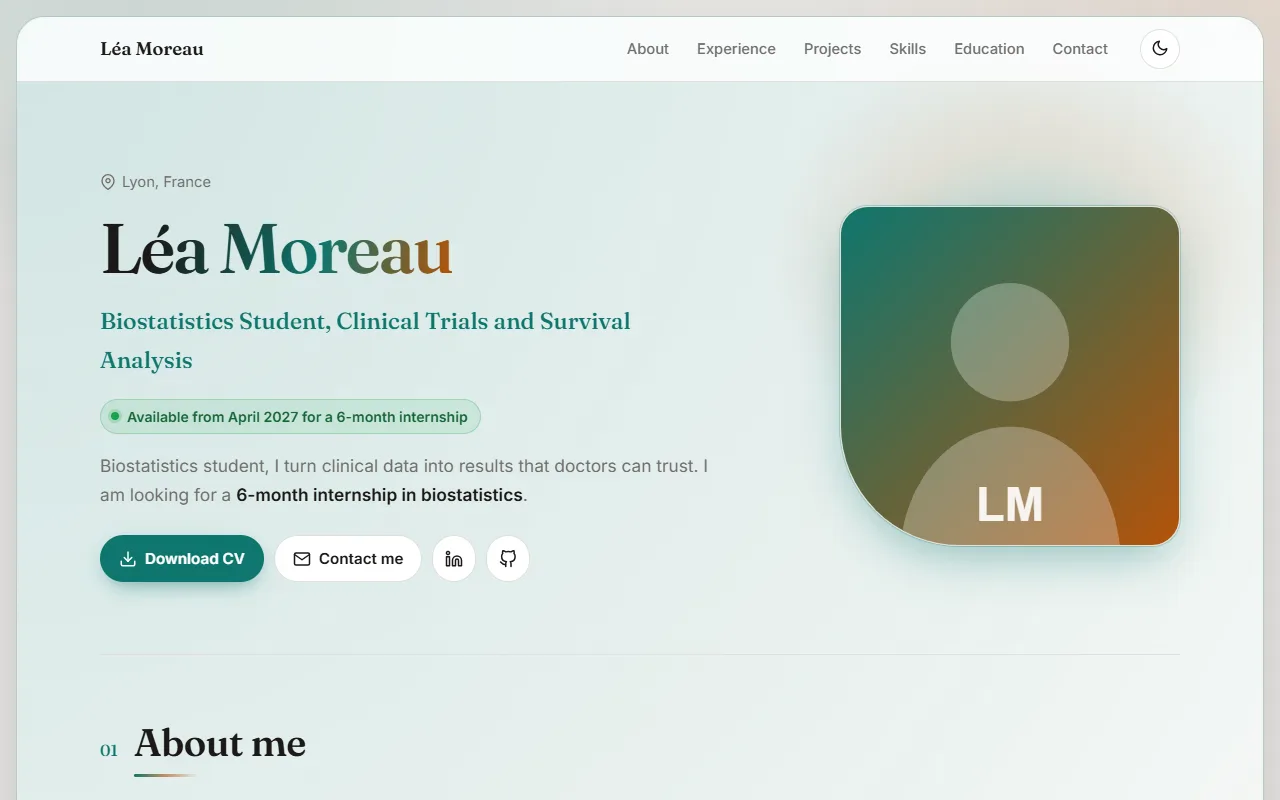 Léa Moreau
About
Experience
Projects
Skills
Education
Contact
Lyon, France
Léa Moreau
Biostatistics Student, Clinical Trials and Survival
Analysis
Available from April 2027 for a 6-month internship
Biostatistics student, I turn clinical data into results that doctors can trust. I
am looking for a 6-month internship in biostatistics.
Download CV
Contact me
LM
01 About me